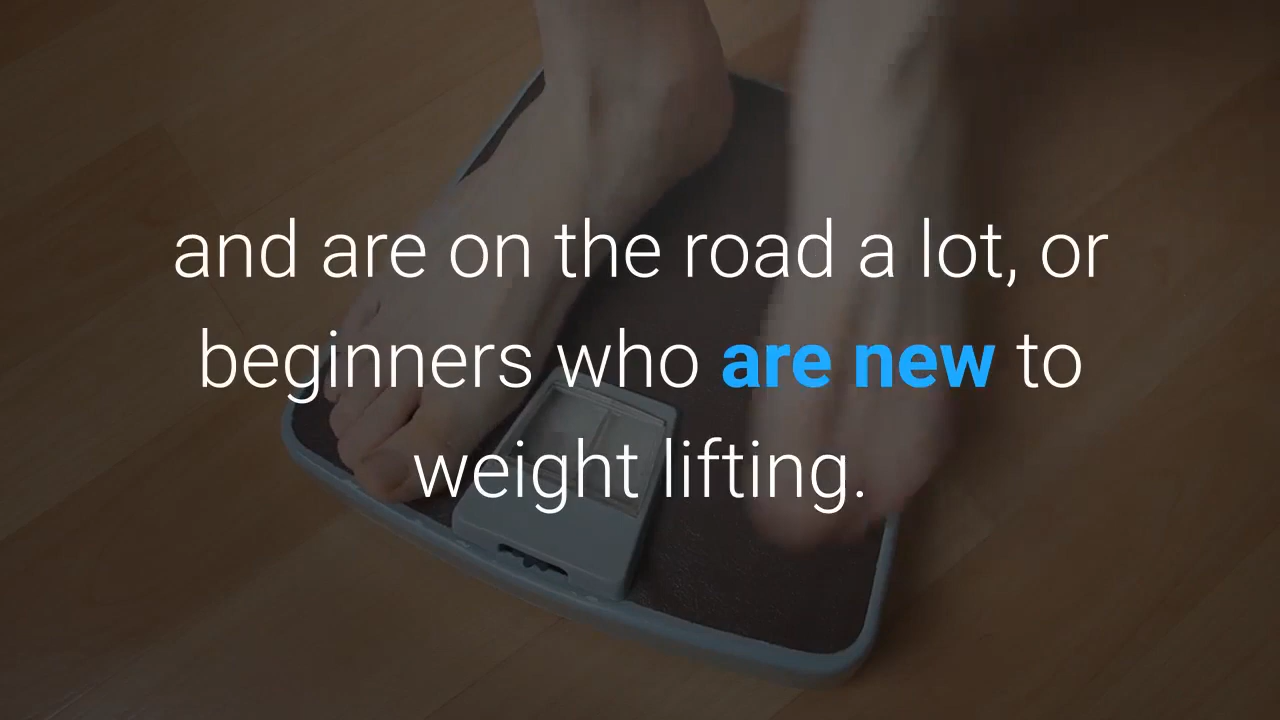 and are on the road a lot, or
beginners who are new to
weight lifting.